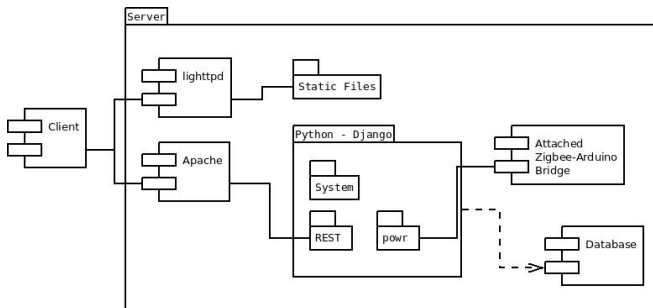 Server
lighttpd
Static Files
Client
Python - Django
Apache
Attached
Zigbee-Arduino
Bridge
System
REST
powr
Database